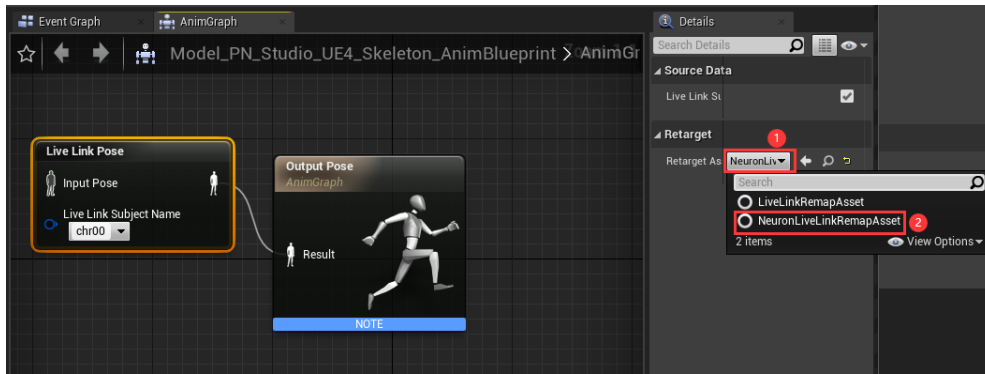 Event Graph
AnimGraph
Details
Model_PN_Studio_UE4_Skeleton_AnimBlueprint > AnimGr
Search Details
Source Data
Live Link Su
Retarget
1
Retarget As
NeuronLiv
Search
LiveLinkRemapAsset
NeuronLiveLinkRemapAsset
2
2 items
View Options
Live Link Pose
Input Pose
Live Link Subject Name
chr00
Output Pose
AnimGraph
Result
NOTE